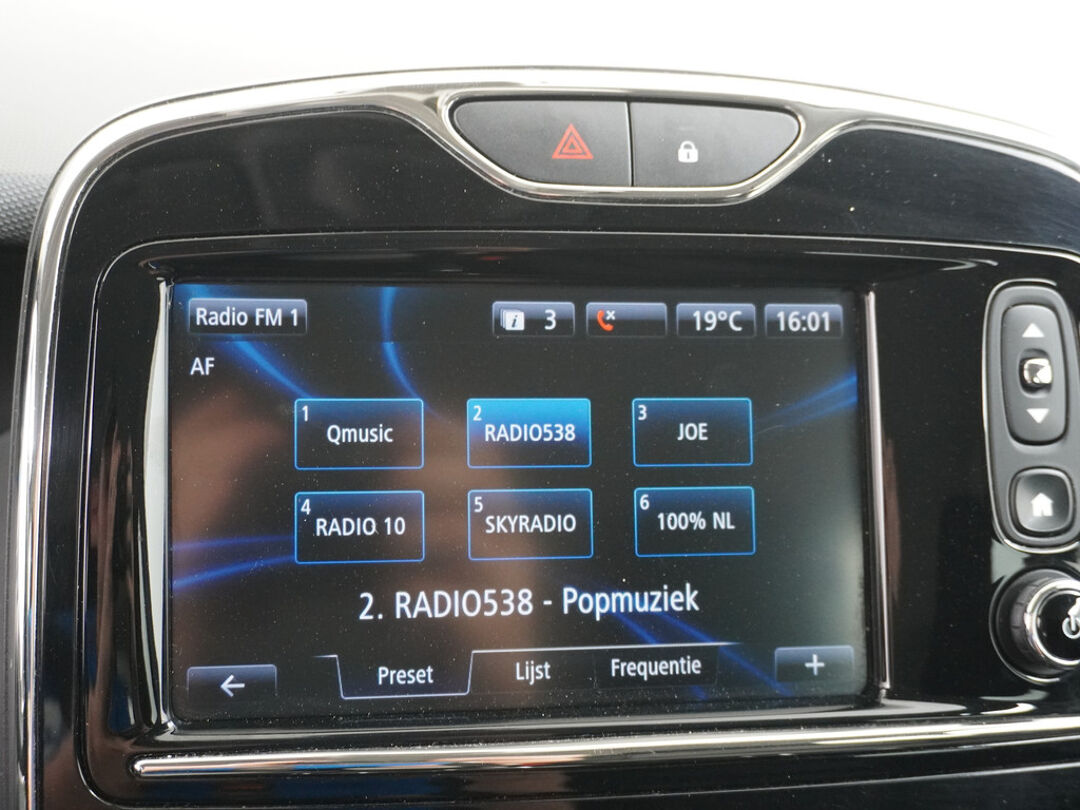 Radio FM 1
3
19°C
16:01
AF
1
Qmusic
2
RADIO538
3
JOE
4
RADIO 10
5
SKYRADIO
6
100% NL
2. RADIO538 - Popmuziek
Preset
Lijst
Frequentie
+